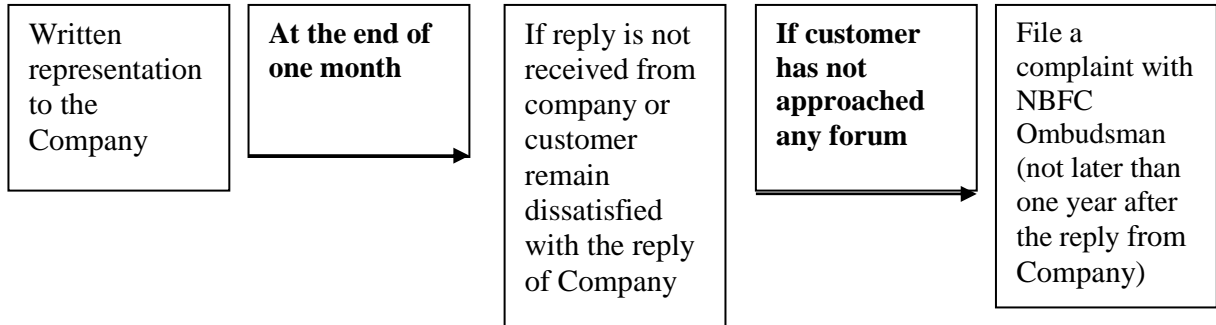 Written
representation
to the
Company
At the end of
one month
If reply is not
received from
company or
customer
remain
dissatisfied
with the reply
of Company
If customer
has not
approached
any forum
File a
complaint with
NBFC
Ombudsman
(not later than
one year after
the reply from
Company)